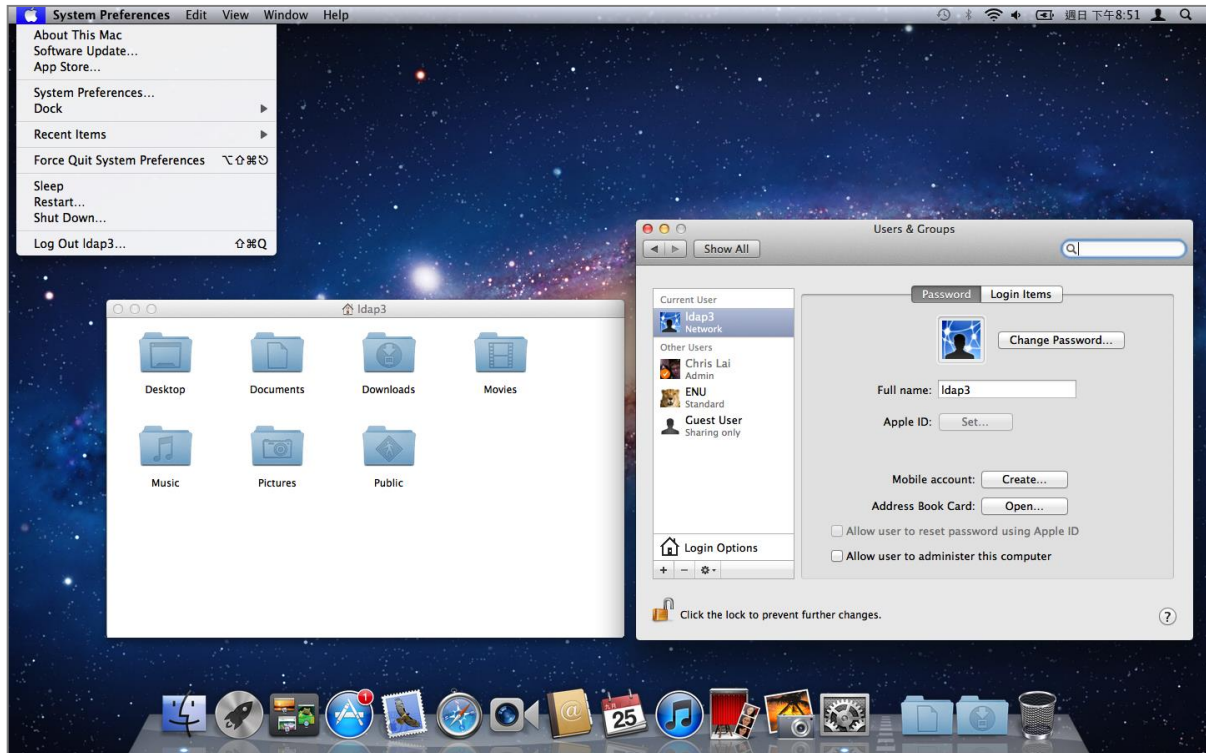 System Preferences Edit View Window Help
週日 下午8:51
About This Mac
Software Update...
App Store...
System Preferences...
Dock
Recent Items
Force Quit System Preferences ⌥⇧⌘⎋
Sleep
Restart...
Shut Down...
Log Out ldap3... ⇧⌘Q
ldap3
Desktop Documents Downloads Movies
Music Pictures Public
Users & Groups
Show All
Current User
ldap3
Network
Other Users
Chris Lai
Admin
ENU
Standard
Guest User
Sharing only
Login Options
+ −
Password Login Items
Change Password...
Full name: ldap3
Apple ID: Set...
Mobile account: Create...
Address Book Card: Open...
Allow user to reset password using Apple ID
Allow user to administer this computer
Click the lock to prevent further changes.
?
1
@
九月
25